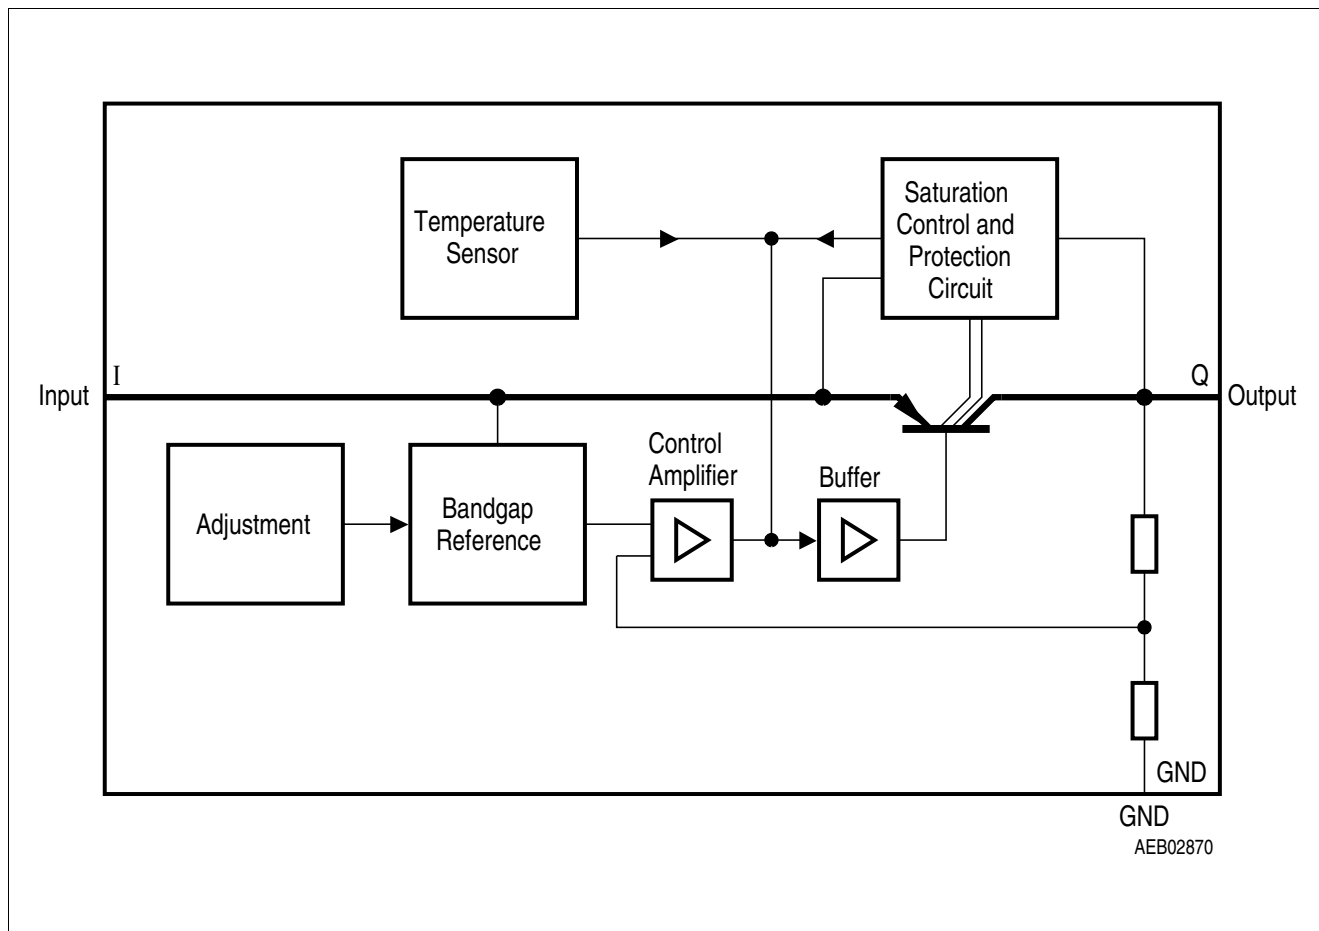 Temperature
Sensor
Saturation
Control and
Protection
Circuit
I
Q
Input
Output
Control
Amplifier
Buffer
Adjustment
Bandgap
Reference
GND
GND
AEB02870